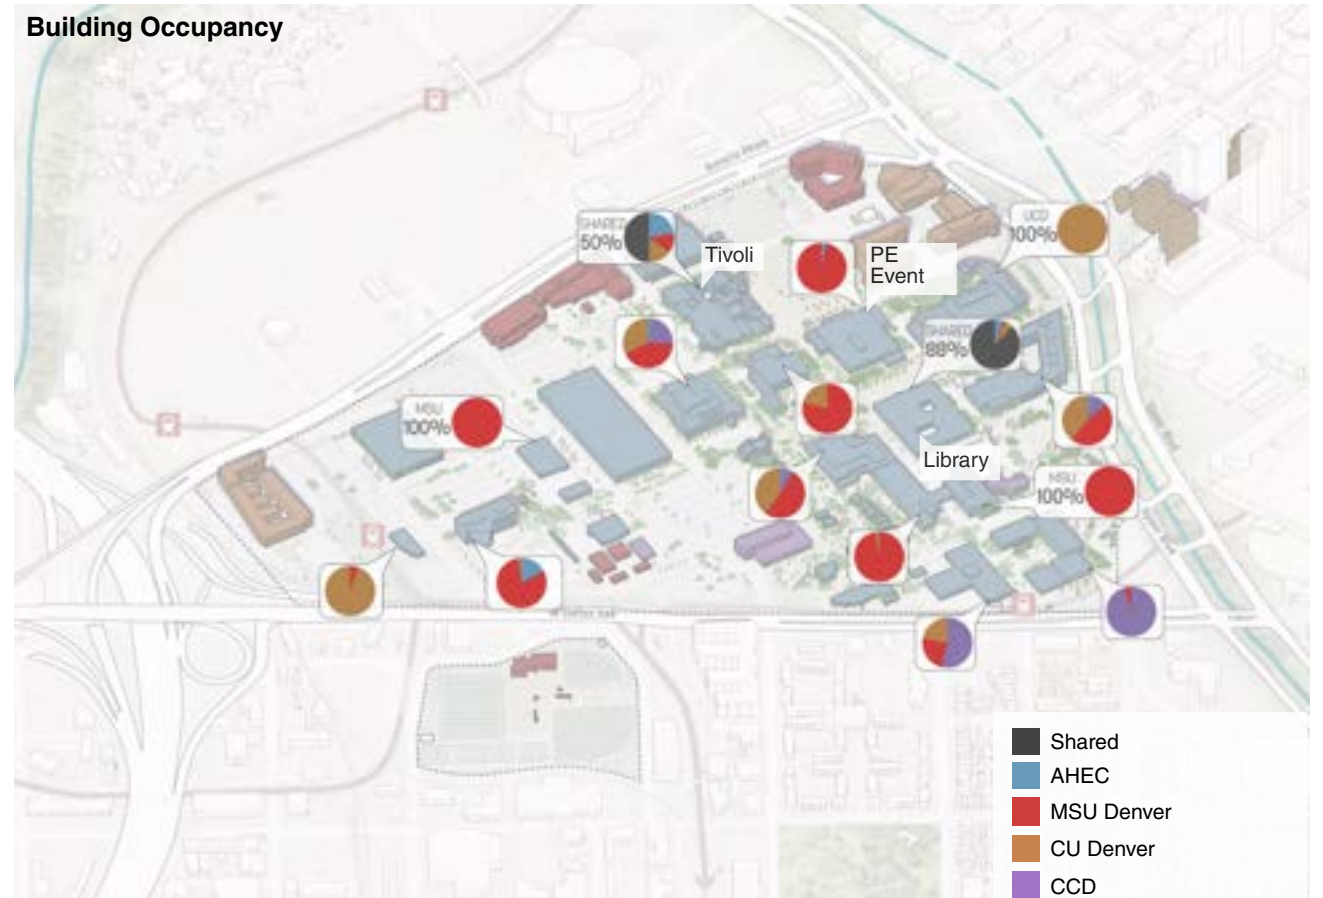 Building Occupancy
SHARED
50%
Tivoli
PE
Event
UCD
100%
SHARED
88%
MSU
100%
Library
MSU
100%
Shared
AHEC
MSU Denver
CU Denver
CCD